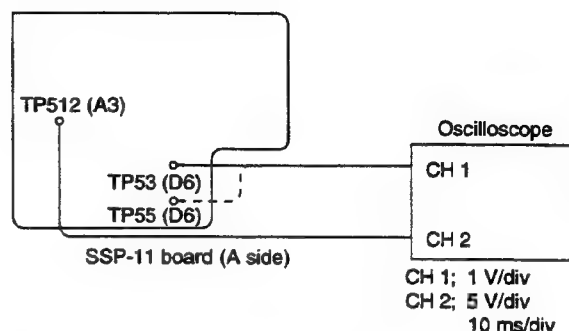 TP512 (A3)
Oscilloscope
TP53 (D6)
CH 1
TP55 (D6)
CH 2
SSP-11 board (A side)
CH 1; 1 V/div
CH 2; 5 V/div
10 ms/div